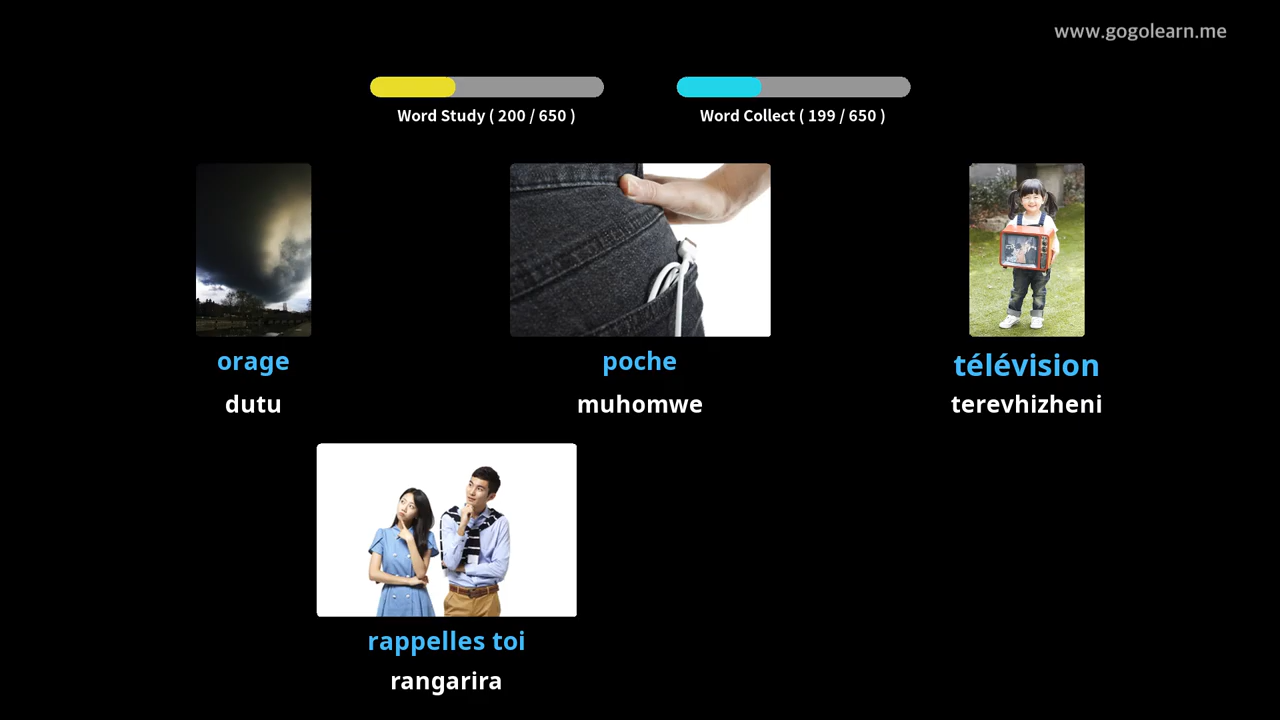 www.gogolearn.me
Word Study ( 200 / 650 )
Word Collect ( 199 / 650 )
orage
dutu
poche
muhomwe
télévision
terevhizheni
rappelles toi
rangarira